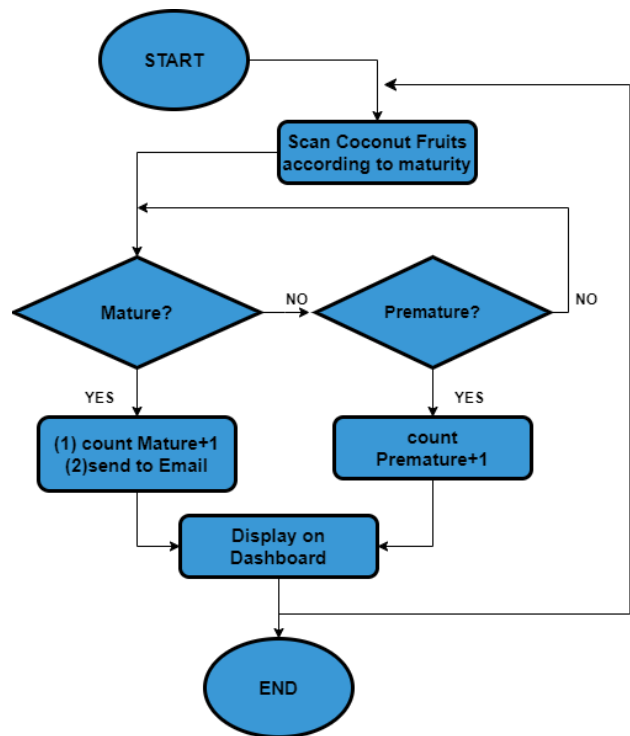 START
Scan Coconut Fruits
according to maturity
Mature?
NO
Premature?
NO
YES
YES
(1) count Mature+1
(2)send to Email
count
Premature+1
Display on
Dashboard
END